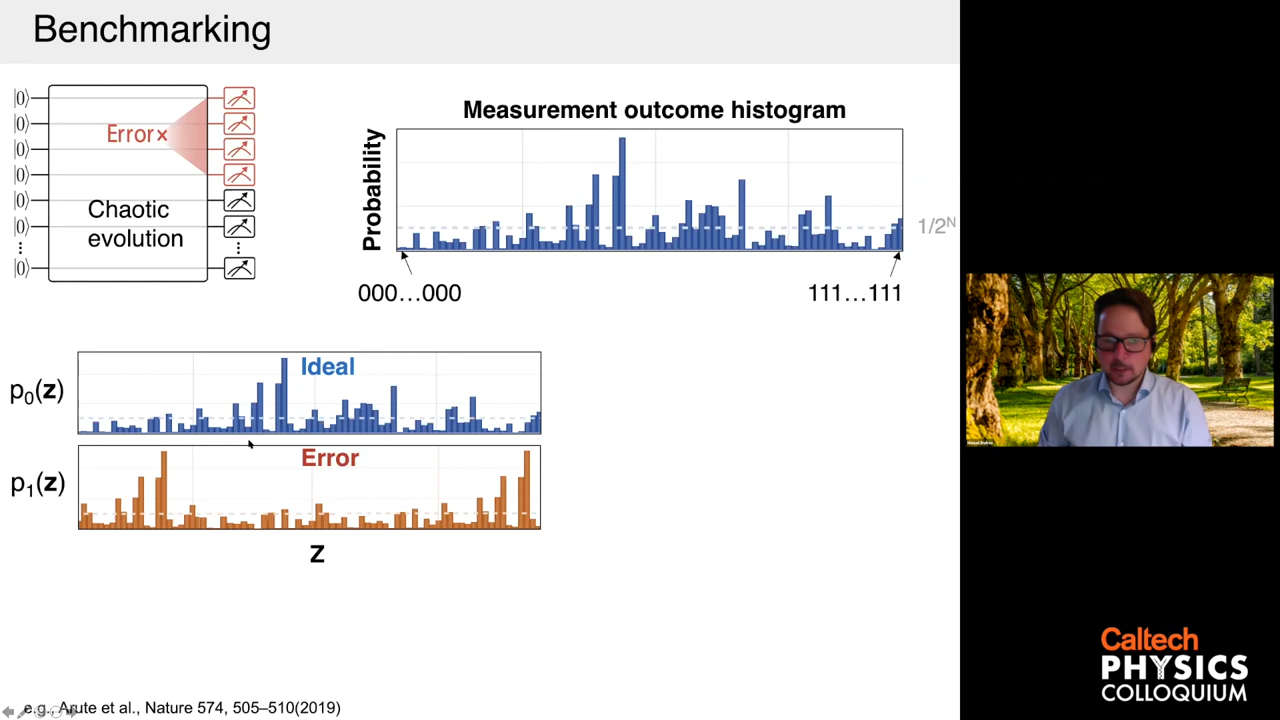 Benchmarking
|0⟩
|0⟩
|0⟩
|0⟩
|0⟩
|0⟩
|0⟩
Error×
Chaotic
evolution
Measurement outcome histogram
Probability
1/2ᴺ
000…000
111…111
p₀(z)
Ideal
p₁(z)
Error
z
e.g., Arute et al., Nature 574, 505–510(2019)
Caltech
PHYSICS
COLLOQUIUM